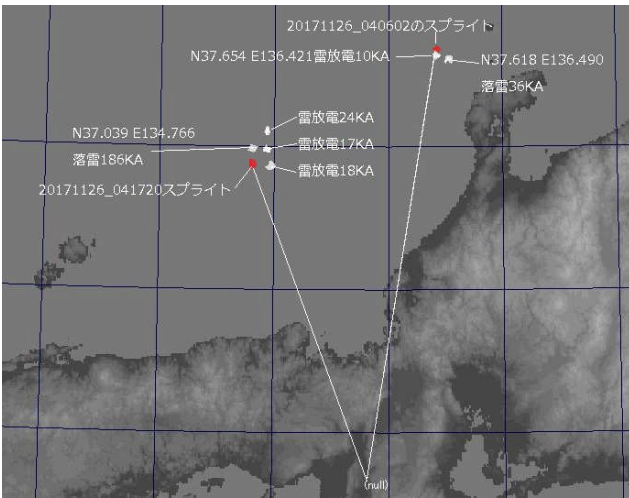 20171126_040602のスプライト
N37.654 E136.421雷放電10KA
N37.618 E136.490
落雷36KA
雷放電24KA
N37.039 E134.766
雷放電17KA
落雷186KA
雷放電18KA
20171126_041720スプライト
(null)